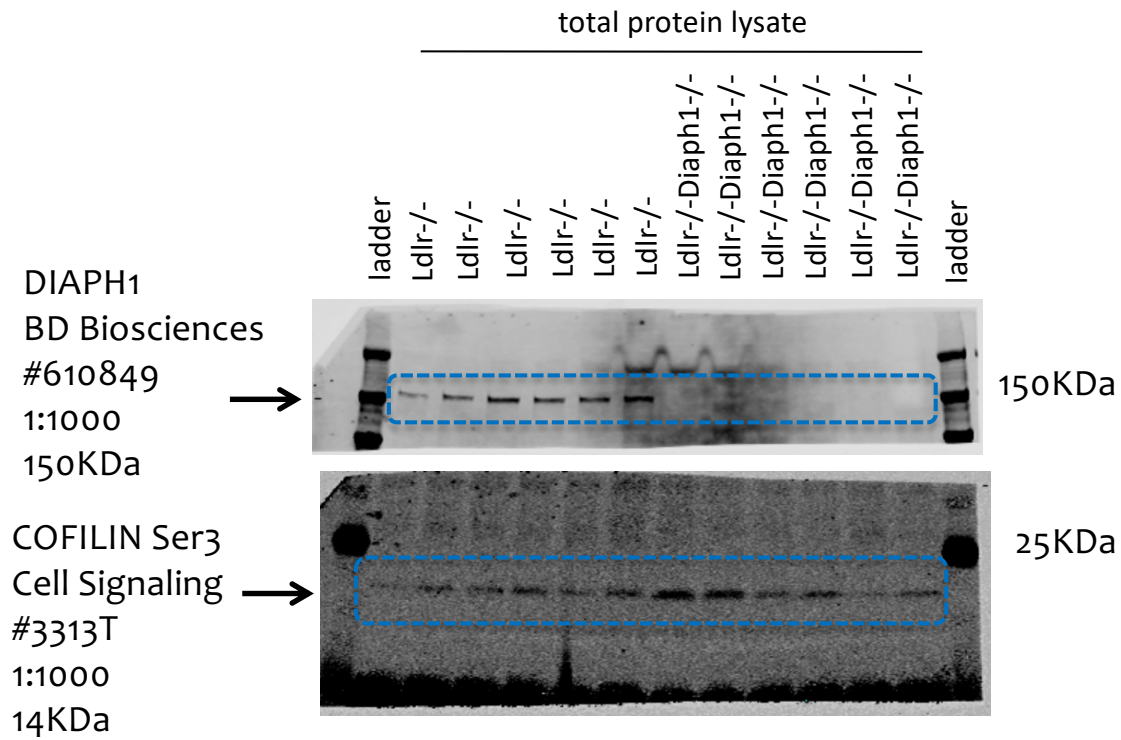 total protein lysate
ladder
Ldlr-/-
Ldlr-/-
Ldlr-/-
Ldlr-/-
Ldlr-/-
Ldlr-/-
Ldlr-/-Diaph1-/-
Ldlr-/-Diaph1-/-
Ldlr-/-Diaph1-/-
Ldlr-/-Diaph1-/-
Ldlr-/-Diaph1-/-
Ldlr-/-Diaph1-/-
ladder
DIAPH1
BD Biosciences
#610849
1:1000
150KDa
150KDa
COFILIN Ser3
Cell Signaling
#3313T
1:1000
14KDa
25KDa